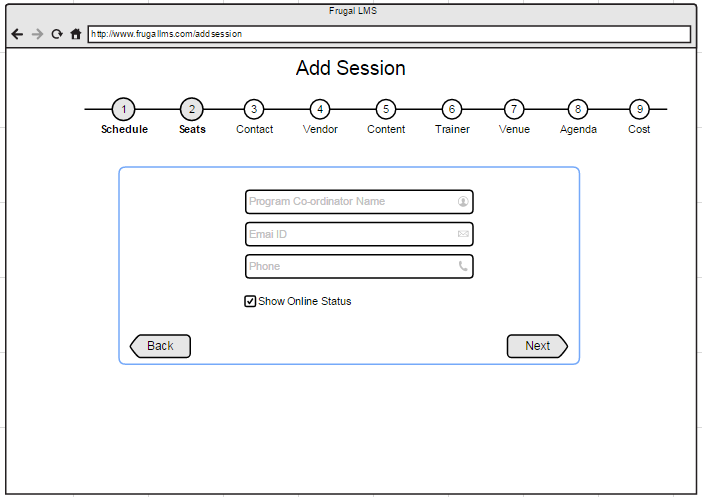 Frugal LMS
http://www.frugallms.com/addsession
Add Session
1 2 3 4 5 6 7 8 9
Schedule Seats Contact Vendor Content Trainer Venue Agenda Cost
Program Co-ordinator Name
Emai ID
Phone
Show Online Status
Back Next